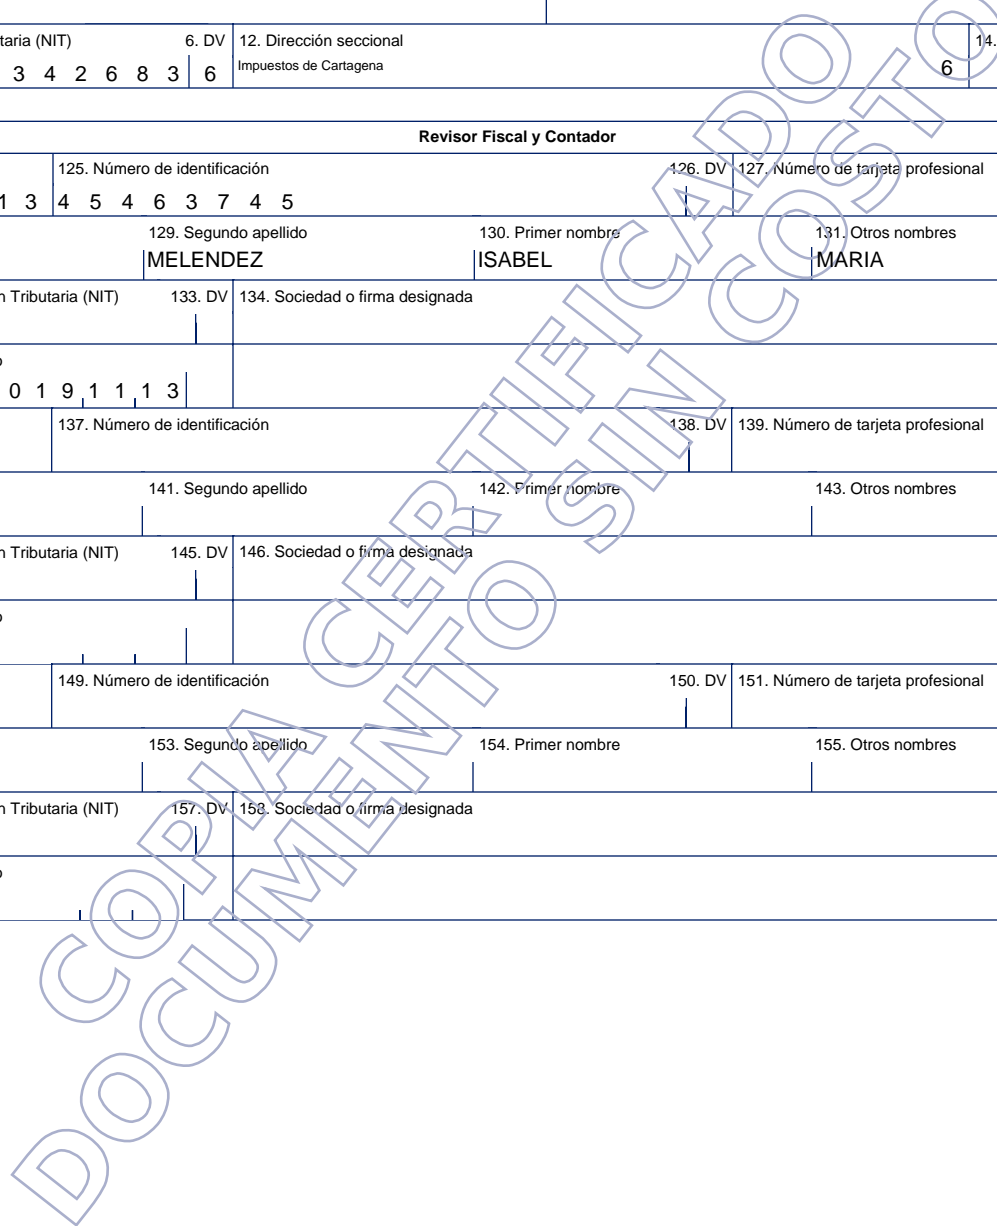 taria (NIT) 6. DV 12. Dirección seccional 14.
3 4 2 6 8 3 6 Impuestos de Cartagena 6
Revisor Fiscal y Contador
125. Número de identificación 126. DV 127. Número de tarjeta profesional
1 3 4 5 4 6 3 7 4 5
129. Segundo apellido 130. Primer nombre 131. Otros nombres
MELENDEZ ISABEL MARIA
n Tributaria (NIT) 133. DV 134. Sociedad o firma designada
o
0 1 9 1 1 1 3
137. Número de identificación 138. DV 139. Número de tarjeta profesional
141. Segundo apellido 142. Primer nombre 143. Otros nombres
n Tributaria (NIT) 145. DV 146. Sociedad o firma designada
o
149. Número de identificación 150. DV 151. Número de tarjeta profesional
153. Segundo apellido 154. Primer nombre 155. Otros nombres
n Tributaria (NIT) 157. DV 158. Sociedad o firma designada
o
COPIA CERTIFICADO
DOCUMENTO SIN COSTO